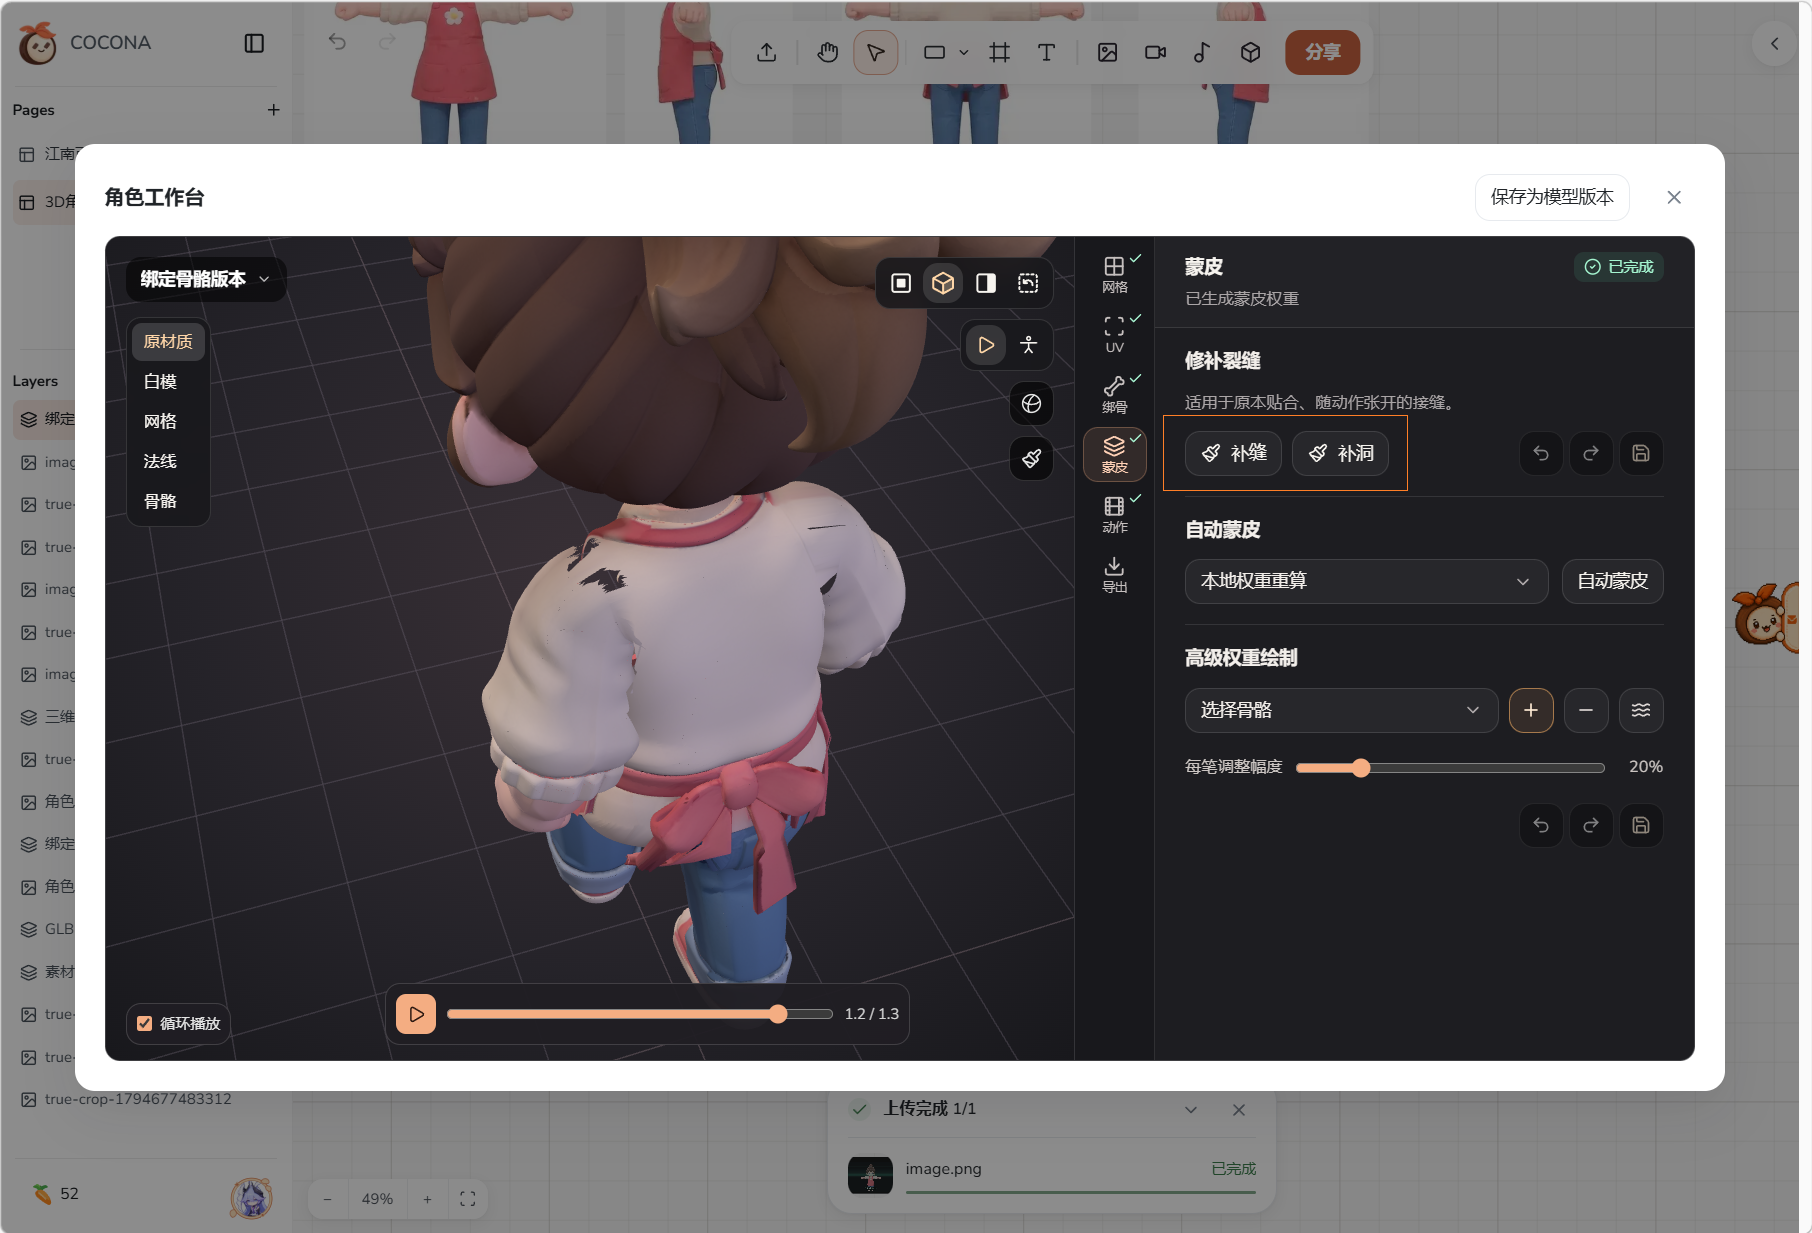 COCONA
分享
Pages
江南
3D角
Layers
绑定
imag
true-
true-
imag
true-
imag
三维
true-
角色
绑定
角色
GLB
素材
true-
true-
true-crop-1794677483312
52
49%
角色工作台
保存为模型版本
绑定骨骼版本
原材质
白模
网格
法线
骨骼
循环播放
1.2 / 1.3
网格
UV
绑骨
蒙皮
动作
导出
蒙皮
已完成
已生成蒙皮权重
修补裂缝
适用于原本贴合、随动作张开的接缝。
补缝
补洞
自动蒙皮
本地权重重算
自动蒙皮
高级权重绘制
选择骨骼
每笔调整幅度
20%
上传完成 1/1
image.png
已完成